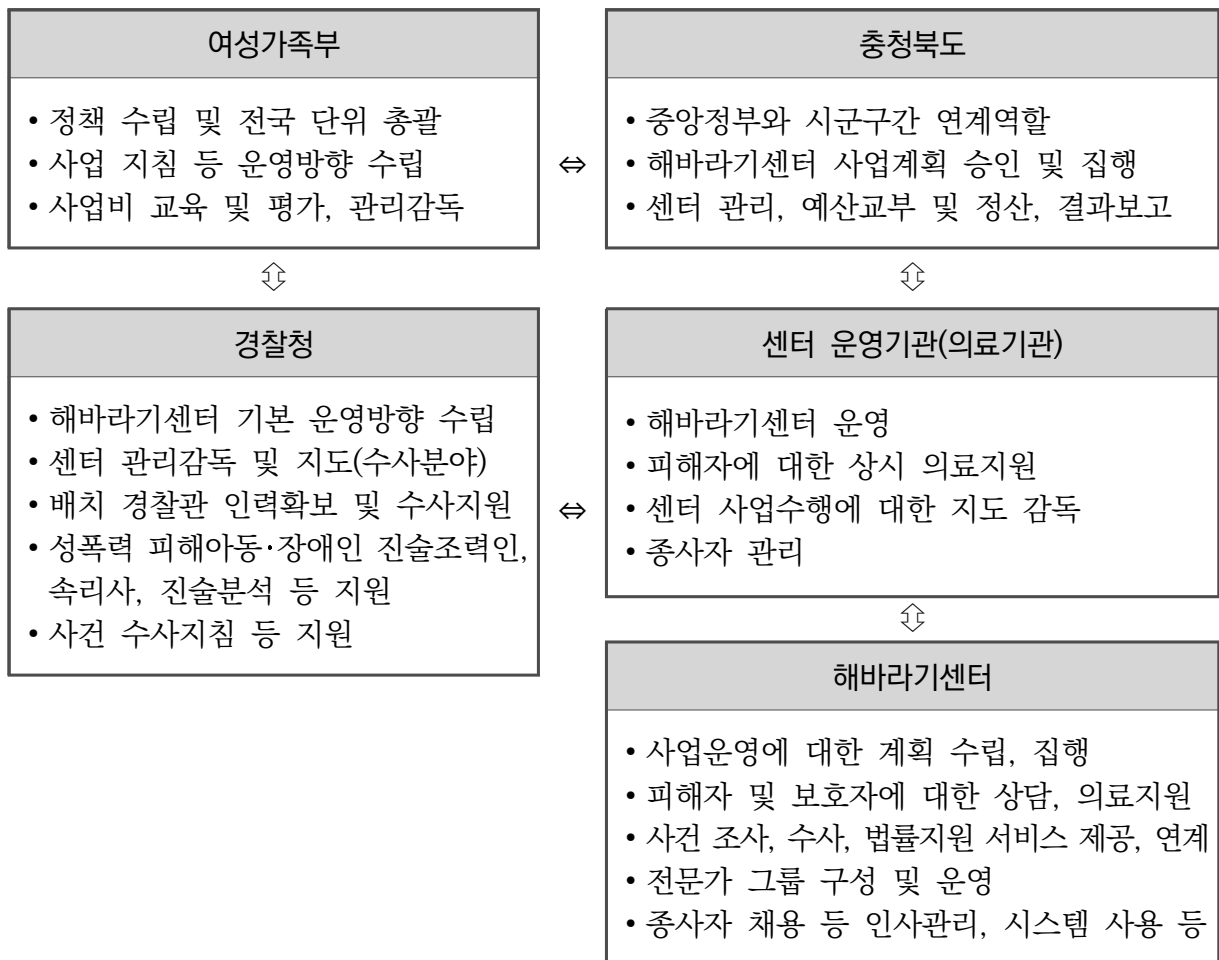 여성가족부
• 정책 수립 및 전국 단위 총괄
• 사업 지침 등 운영방향 수립
• 사업비 교육 및 평가, 관리감독
⇔
충청북도
• 중앙정부와 시군구간 연계역할
• 해바라기센터 사업계획 승인 및 집행
• 센터 관리, 예산교부 및 정산, 결과보고
⇕
⇕
경찰청
• 해바라기센터 기본 운영방향 수립
• 센터 관리감독 및 지도(수사분야)
• 배치 경찰관 인력확보 및 수사지원
• 성폭력 피해아동·장애인 진술조력인,
속리사, 진술분석 등 지원
• 사건 수사지침 등 지원
⇔
센터 운영기관(의료기관)
• 해바라기센터 운영
• 피해자에 대한 상시 의료지원
• 센터 사업수행에 대한 지도 감독
• 종사자 관리
⇕
해바라기센터
• 사업운영에 대한 계획 수립, 집행
• 피해자 및 보호자에 대한 상담, 의료지원
• 사건 조사, 수사, 법률지원 서비스 제공, 연계
• 전문가 그룹 구성 및 운영
• 종사자 채용 등 인사관리, 시스템 사용 등